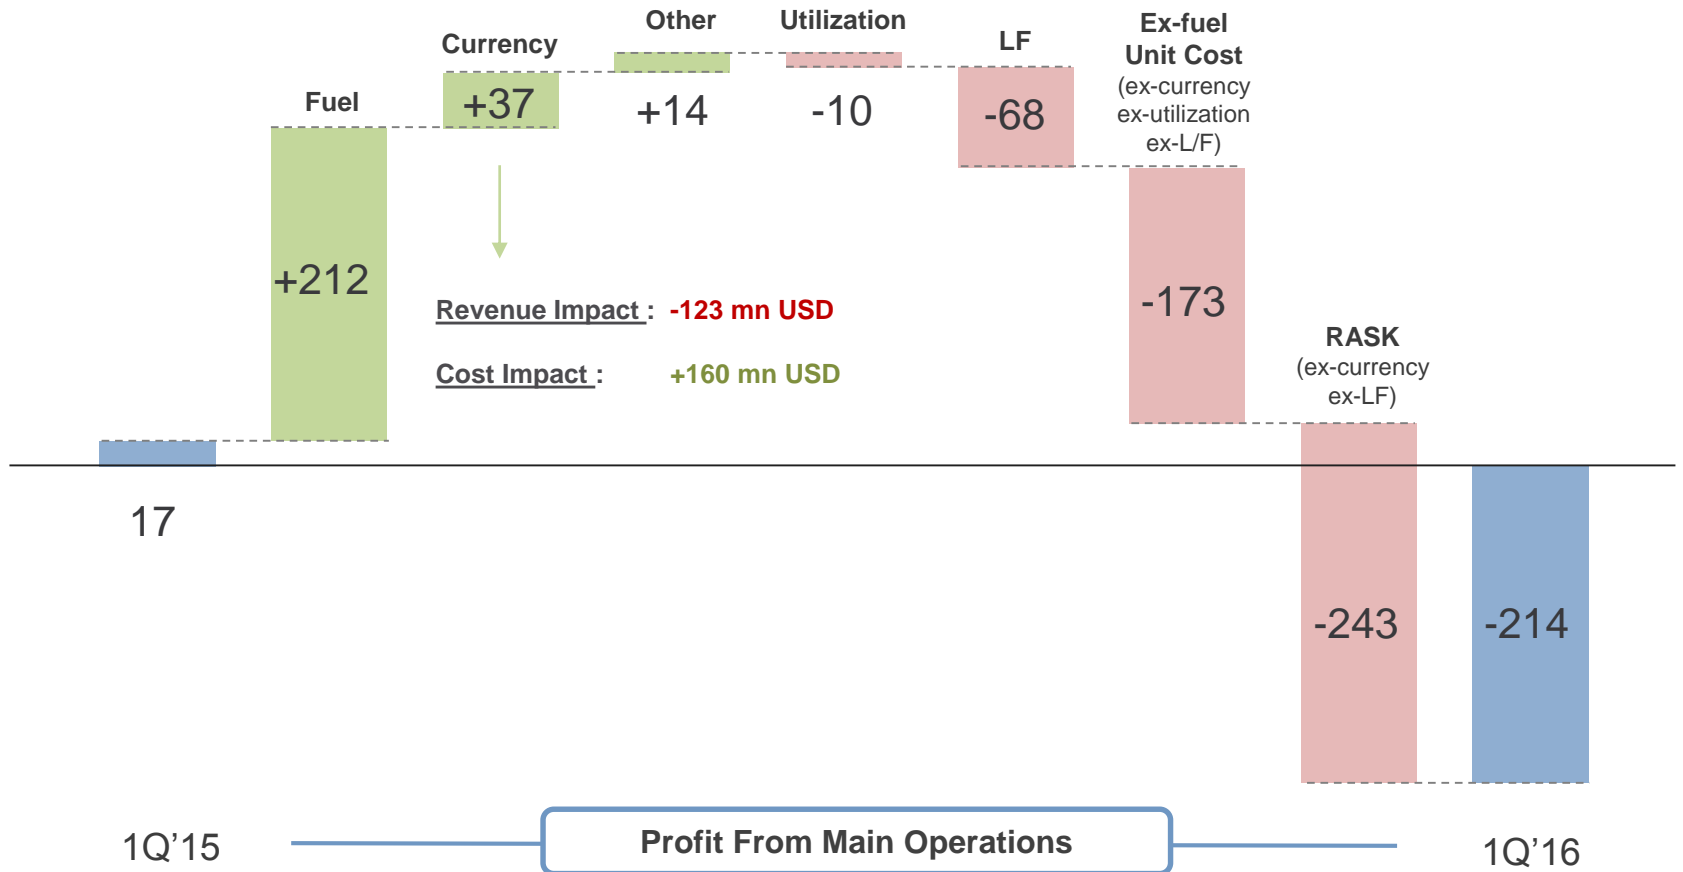 Fuel
+212
Currency
+37
Other
+14
Utilization
-10
LF
-68
Ex-fuel
Unit Cost
(ex-currency
ex-utilization
ex-L/F)
-173
RASK
(ex-currency
ex-LF)
-243
-214
17
Revenue Impact : -123 mn USD
Cost Impact : +160 mn USD
1Q’15
Profit From Main Operations
1Q’16